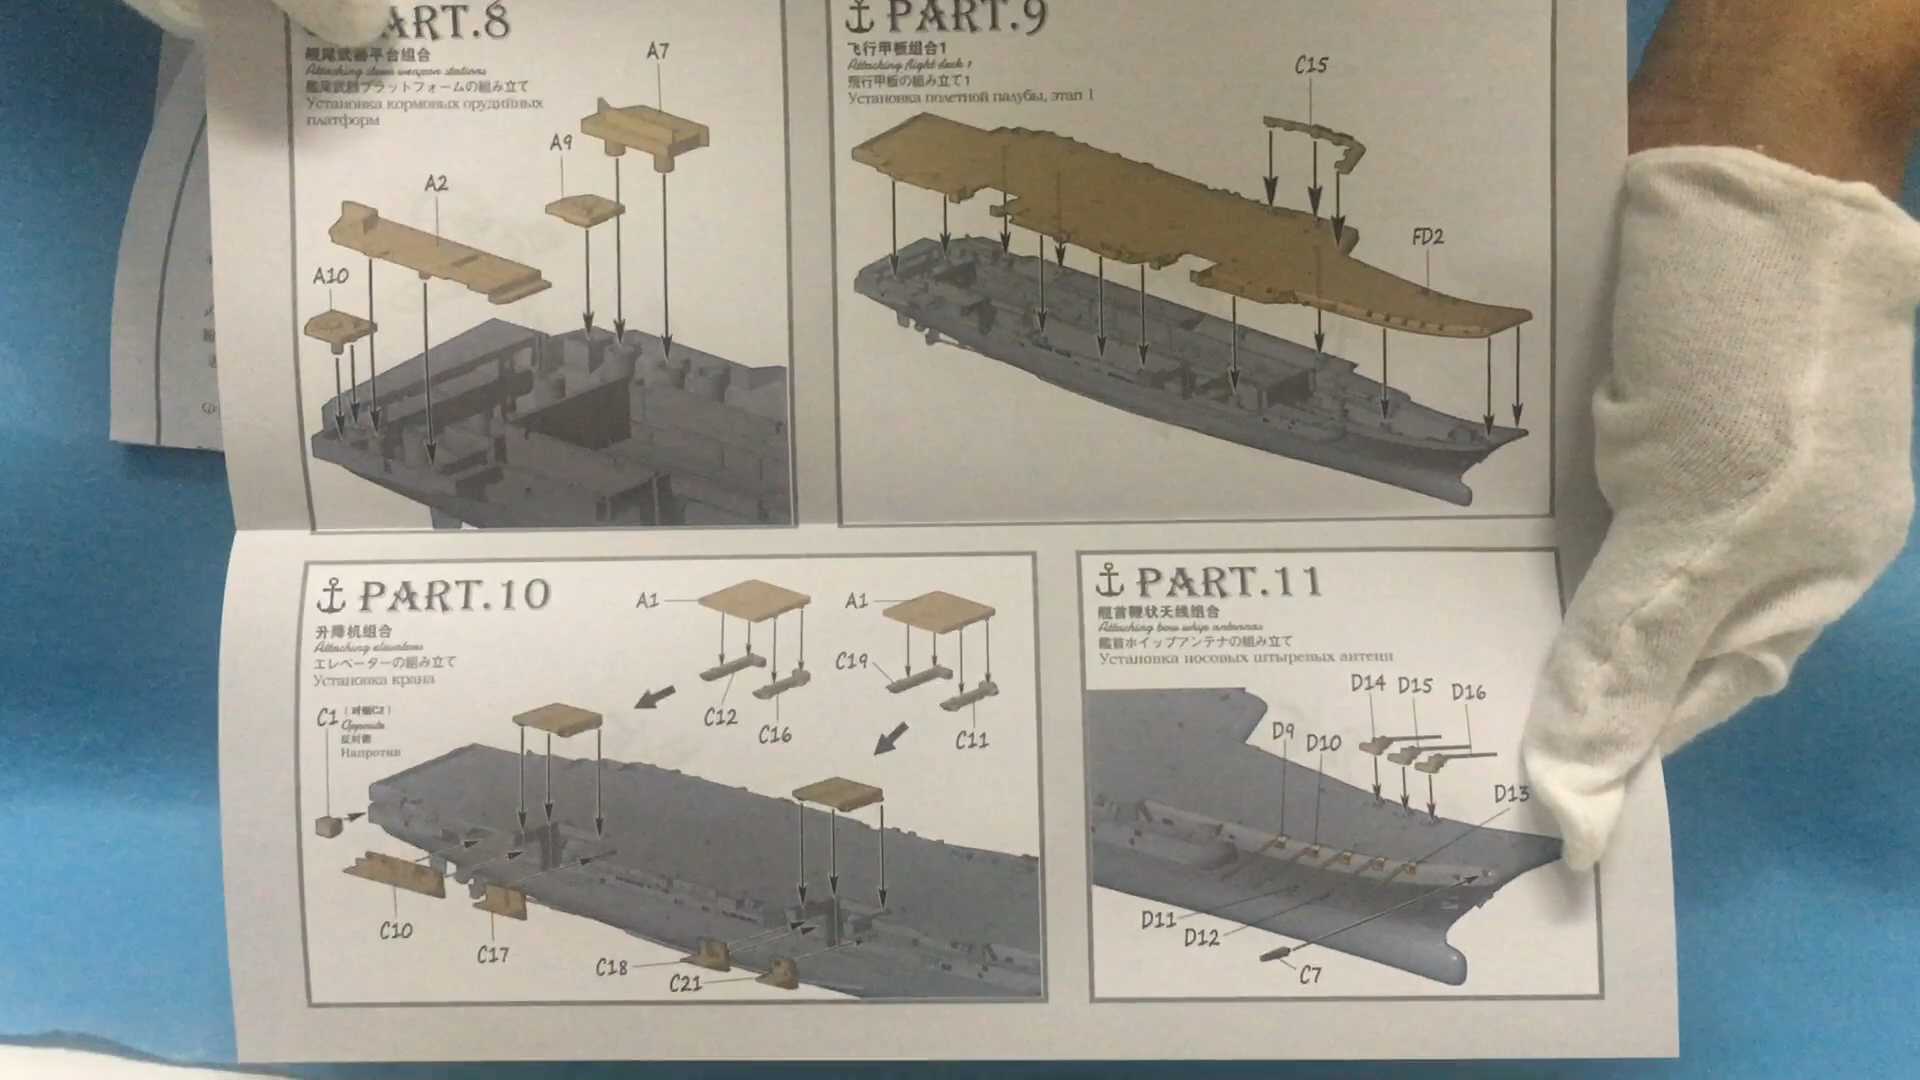 ART.8
艉尾武器平台组合
Attaching stern weapon stations
艦尾武器プラットフォームの組み立て
Установка кормовых орудийных
платформ
A7
A9
A2
A10
PART.9
飞行甲板组合1
Attaching flight deck 1
飛行甲板の組み立て1
Установка полетной палубы, этап 1
C15
FD2
PART.10
升降机组合
Attaching elevators
エレベーターの組み立て
Установка крана
C1
(对侧C2)
Opposite
反対側
Напротив
A1
A1
C19
C12
C16
C11
C10
C17
C18
C21
PART.11
舰首鞭状天线组合
Attaching bow whip antennas
艦首ホイップアンテナの組み立て
Установка носовых штыревых антенн
D14
D15
D16
D9
D10
D13
D11
D12
C7